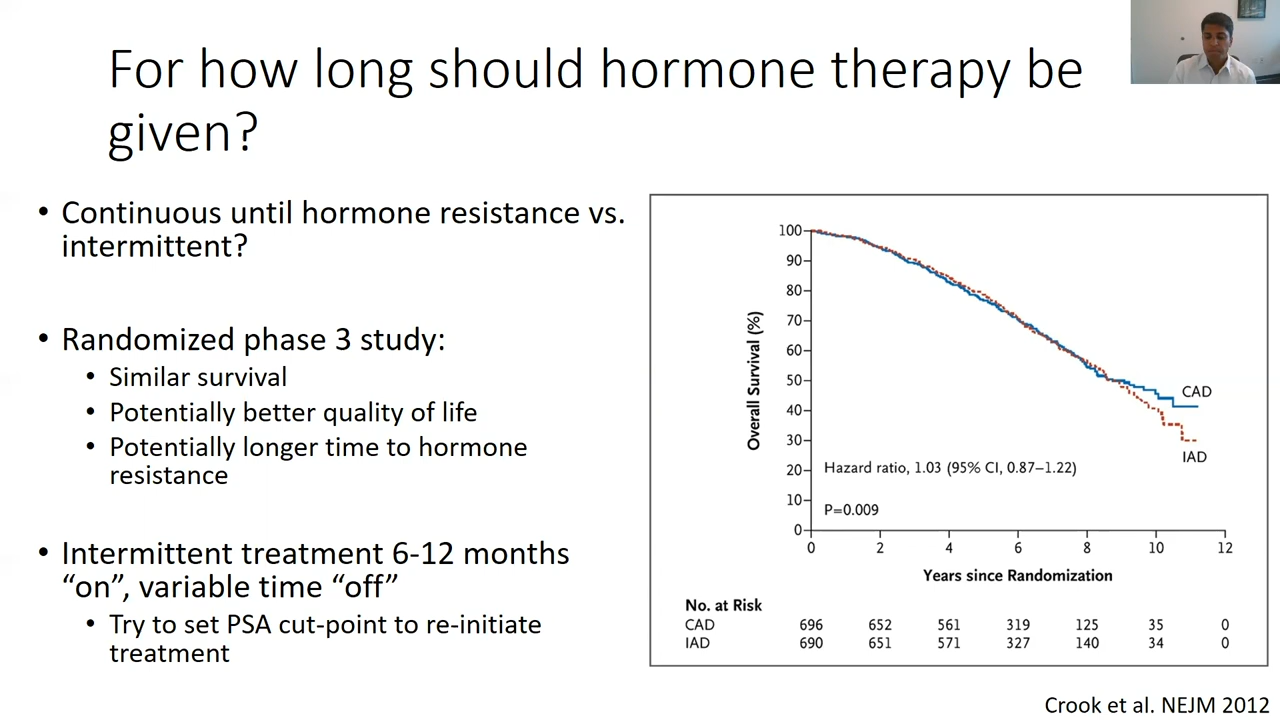 For how long should hormone therapy be
given?
• Continuous until hormone resistance vs.
intermittent?
• Randomized phase 3 study:
• Similar survival
• Potentially better quality of life
• Potentially longer time to hormone
resistance
• Intermittent treatment 6-12 months
“on”, variable time “off”
• Try to set PSA cut-point to re-initiate
treatment
Overall Survival (%)
100
90
80
70
60
50
40
30
20
10
0
CAD
IAD
Hazard ratio, 1.03 (95% CI, 0.87–1.22)
P=0.009
0 2 4 6 8 10 12
Years since Randomization
No. at Risk
CAD 696 652 561 319 125 35 0
IAD 690 651 571 327 140 34 0
Crook et al. NEJM 2012